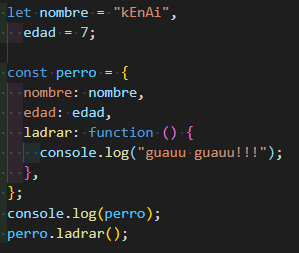 let nombre = "kEnAi",
  edad = 7;

const perro = {
  nombre: nombre,
  edad: edad,
  ladrar: function () {
    console.log("guauu guauu!!!");
  },
};
console.log(perro);
perro.ladrar();